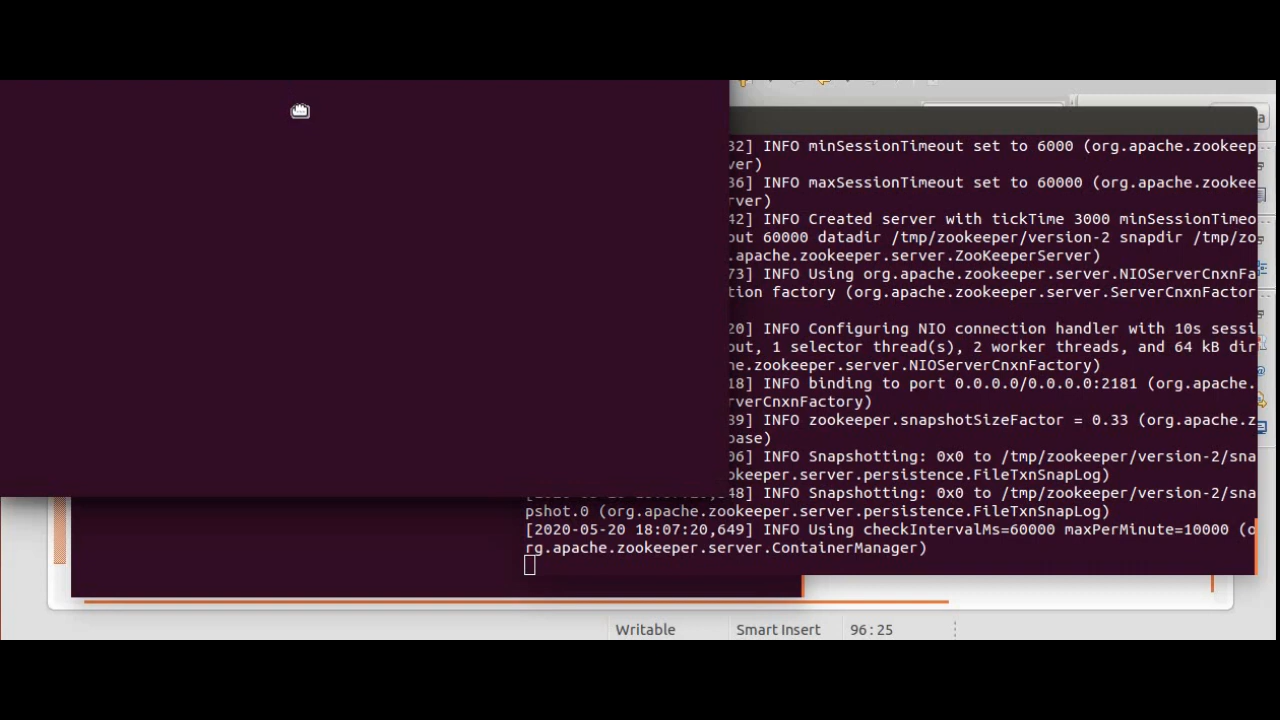 a
32] INFO minSessionTimeout set to 6000 (org.apache.zookeep
ver)
36] INFO maxSessionTimeout set to 60000 (org.apache.zookee
rver)
42] INFO Created server with tickTime 3000 minSessionTimeo
out 60000 datadir /tmp/zookeeper/version-2 snapdir /tmp/zo
.apache.zookeeper.server.ZooKeeperServer)
73] INFO Using org.apache.zookeeper.server.NIOServerCnxnFa
tion factory (org.apache.zookeeper.server.ServerCnxnFactor
20] INFO Configuring NIO connection handler with 10s sessi
out, 1 selector thread(s), 2 worker threads, and 64 kB dir
he.zookeeper.server.NIOServerCnxnFactory)
18] INFO binding to port 0.0.0.0/0.0.0.0:2181 (org.apache.
rverCnxnFactory)
39] INFO zookeeper.snapshotSizeFactor = 0.33 (org.apache.z
base)
06] INFO Snapshotting: 0x0 to /tmp/zookeeper/version-2/sna
okeeper.server.persistence.FileTxnSnapLog)
48] INFO Snapshotting: 0x0 to /tmp/zookeeper/version-2/sna
pshot.0 (org.apache.zookeeper.server.persistence.FileTxnSnapLog)
[2020-05-20 18:07:20,649] INFO Using checkIntervalMs=60000 maxPerMinute=10000 (o
rg.apache.zookeeper.server.ContainerManager)
Writable
Smart Insert
96:25